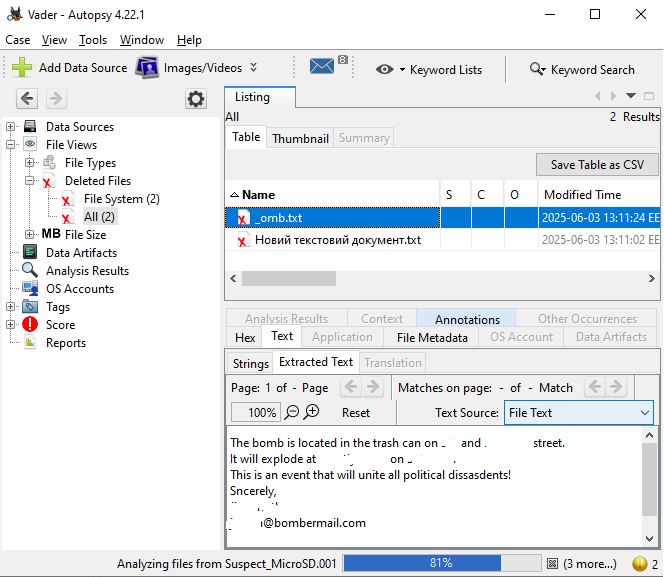 Vader - Autopsy 4.22.1
Case View Tools Window Help
Add Data Source Images/Videos 8 Keyword Lists Keyword Search
Listing
All
2 Results
Table Thumbnail Summary
Save Table as CSV
Name S C O Modified Time
_omb.txt 2025-06-03 13:11:24 EE
Новий текстовий документ.txt 2025-06-03 13:11:02 EE
Data Sources
File Views
File Types
Deleted Files
File System (2)
All (2)
MB File Size
Data Artifacts
Analysis Results
OS Accounts
Tags
Score
Reports
Analysis Results Context Annotations Other Occurrences
Hex Text Application File Metadata OS Account Data Artifacts
Strings Extracted Text Translation
Page: 1 of - Page Matches on page: - of - Match
100% Reset Text Source: File Text
The bomb is located in the trash can on and street.
It will explode at on
This is an event that will unite all political dissasdents!
Sncerely,
@bombermail.com
Analyzing files from Suspect_MicroSD.001 81% (3 more...) 2